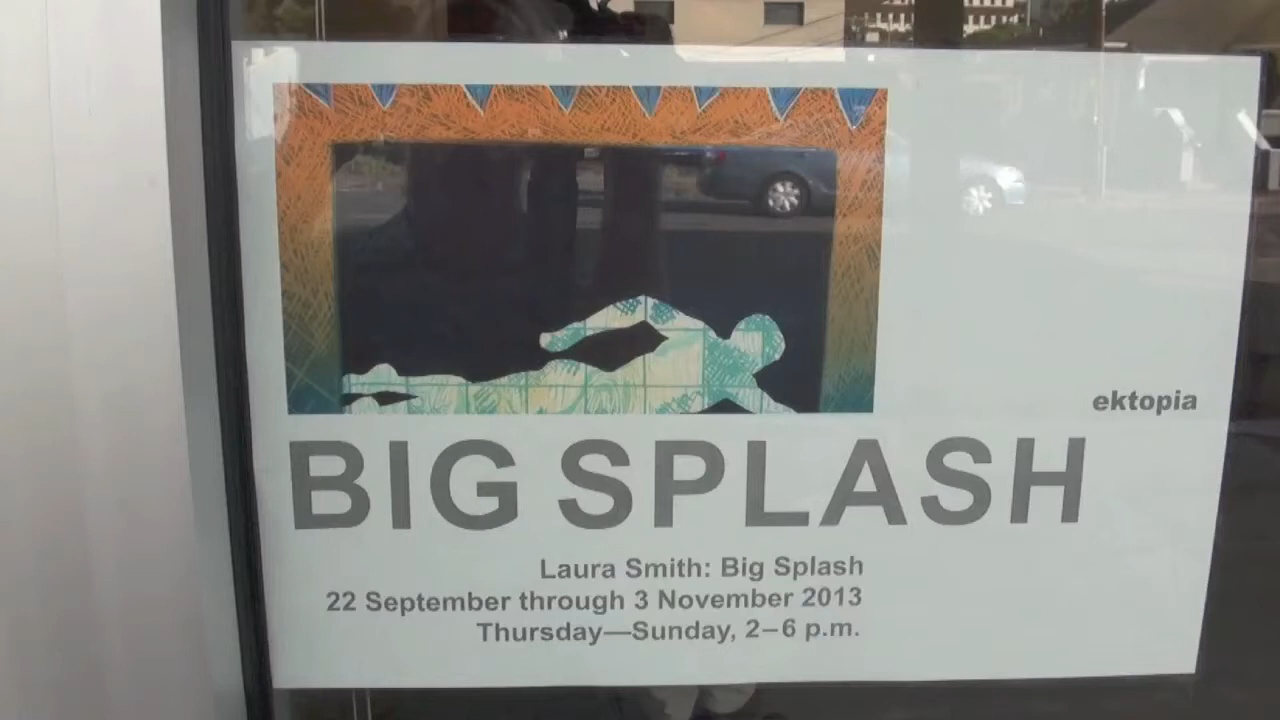 ektopia
BIG SPLASH
Laura Smith: Big Splash
22 September through 3 November 2013
Thursday—Sunday, 2–6 p.m.